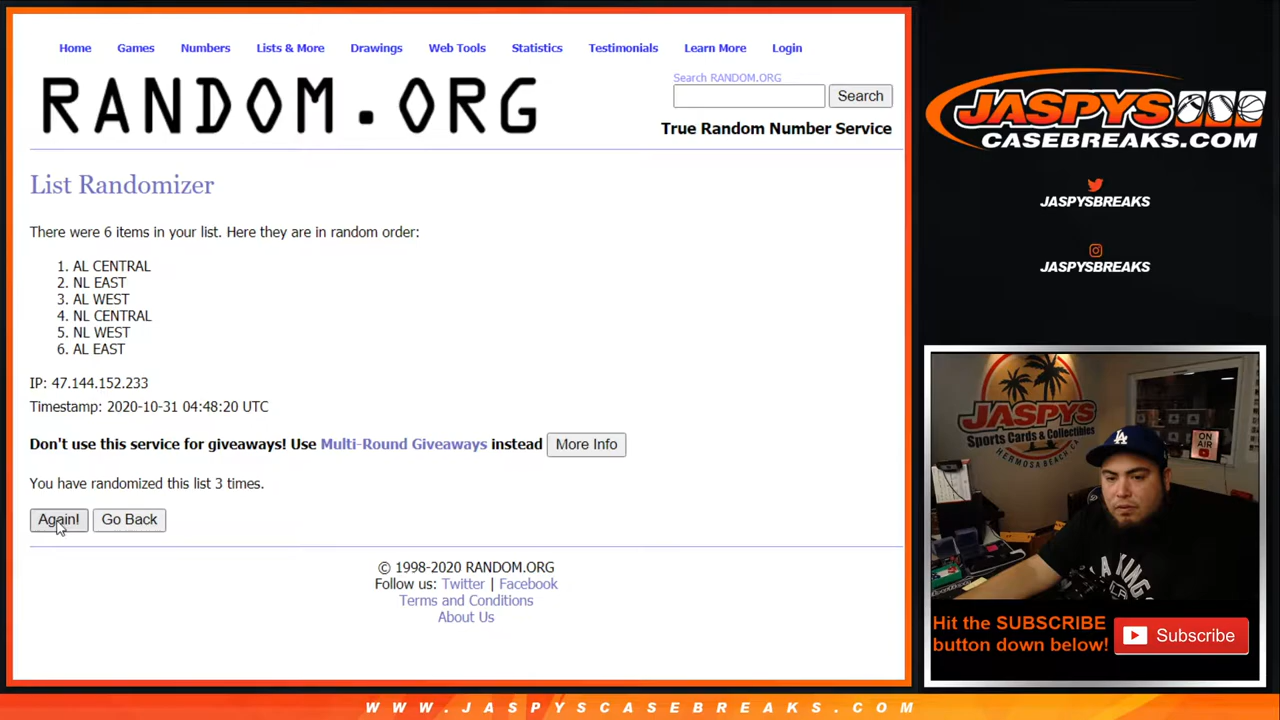 Home Games Numbers Lists & More Drawings Web Tools Statistics Testimonials Learn More Login
RANDOM.ORG
Search RANDOM.ORG
Search
True Random Number Service
List Randomizer
There were 6 items in your list. Here they are in random order:
1. AL CENTRAL
2. NL EAST
3. AL WEST
4. NL CENTRAL
5. NL WEST
6. AL EAST
IP: 47.144.152.233
Timestamp: 2020-10-31 04:48:20 UTC
Don't use this service for giveaways! Use Multi-Round Giveaways instead More Info
You have randomized this list 3 times.
Again! Go Back
© 1998-2020 RANDOM.ORG
Follow us: Twitter | Facebook
Terms and Conditions
About Us
JASPYS
CASEBREAKS.COM
JASPYSBREAKS
JASPYSBREAKS
JASPYS
Sports Cards & Collectibles
HERMOSA BEACH, CA
ON AIR
LA
LA KINGS
Hit the SUBSCRIBE
button down below!
Subscribe
WWW.JASPYSCASEBREAKS.COM